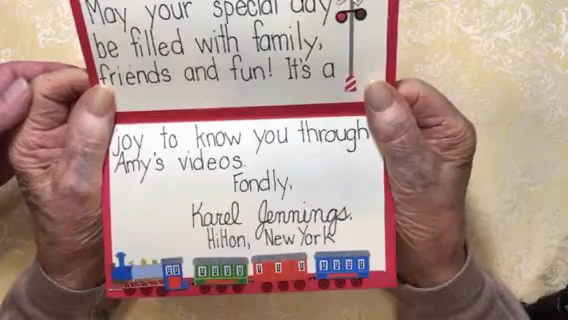 May your special day
be filled with family,
friends and fun! It's a
joy to know you through
Amy's videos.
Fondly,
Karel Jennings.
Hilton, New York